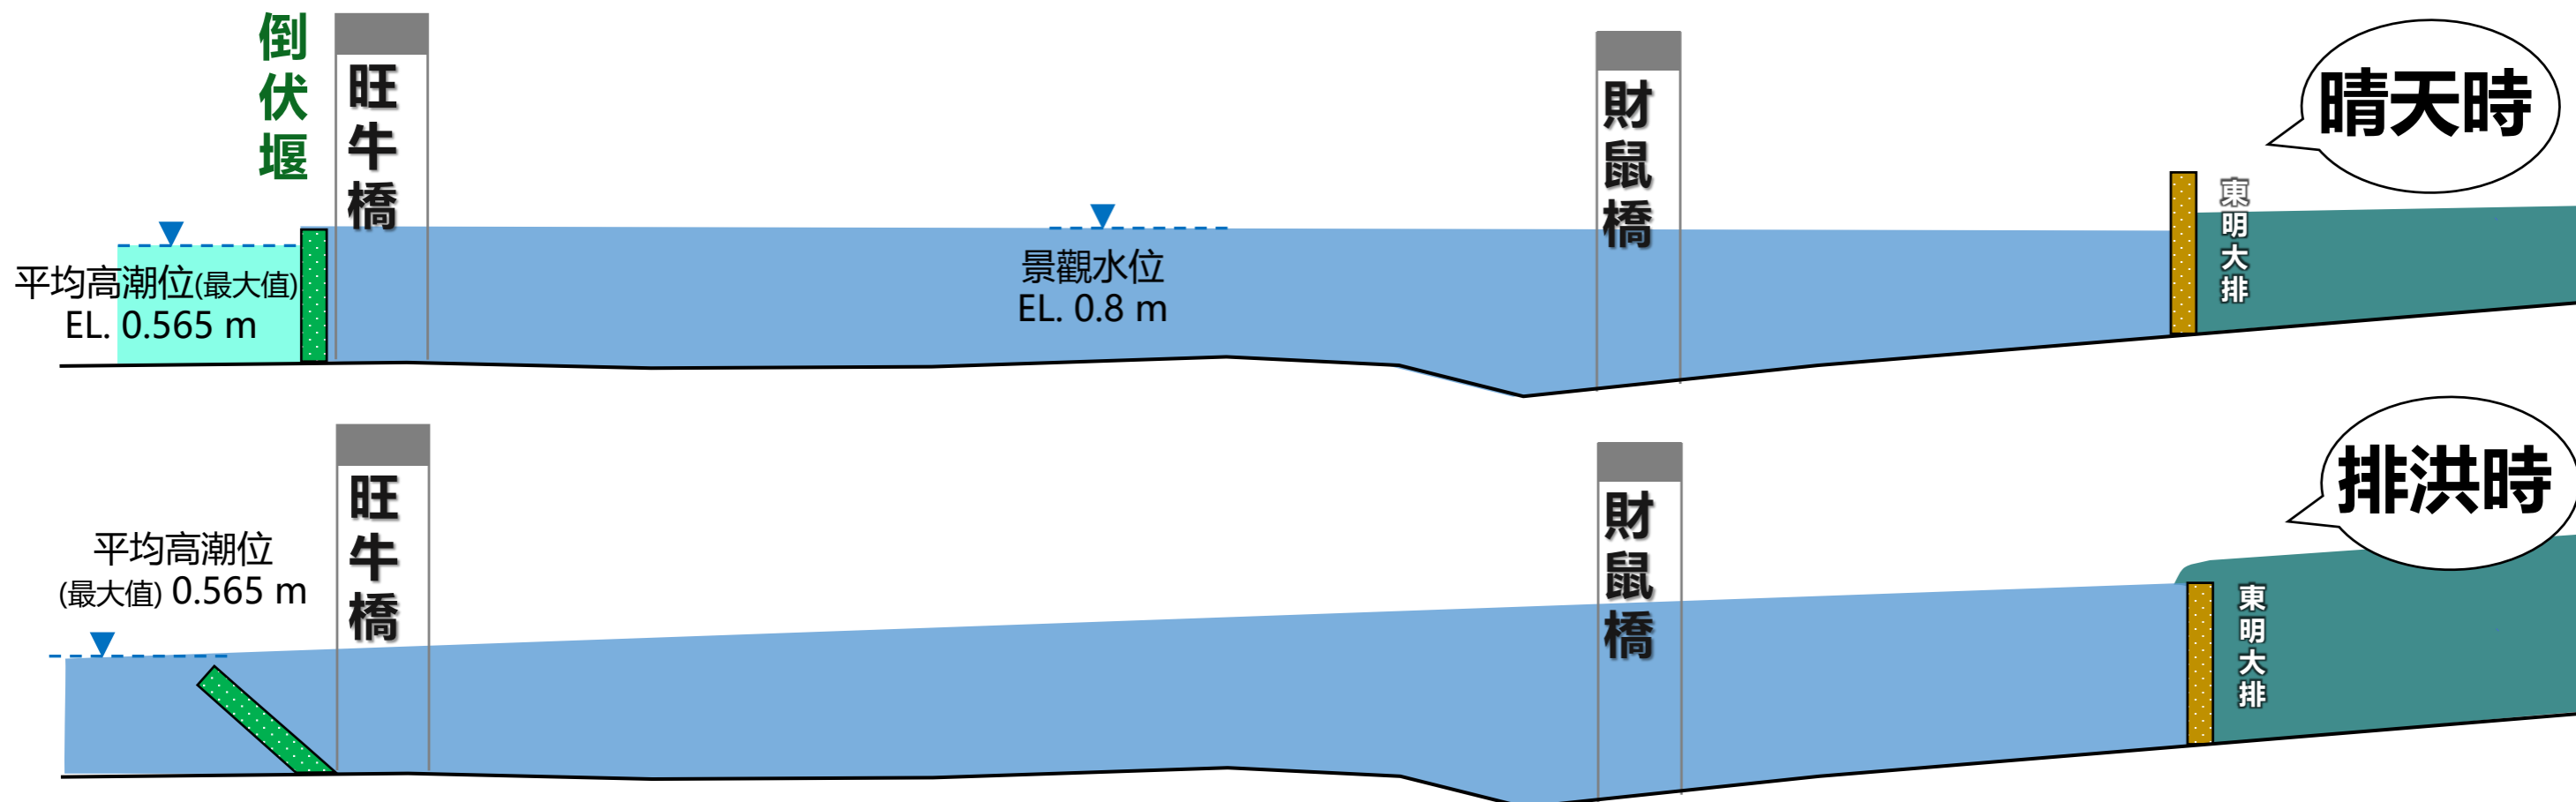 倒伏堰
旺牛橋
財鼠橋
晴天時
東明大排
平均高潮位(最大值)
EL. 0.565 m
景觀水位
EL. 0.8 m
旺牛橋
財鼠橋
排洪時
東明大排
平均高潮位
(最大值) 0.565 m